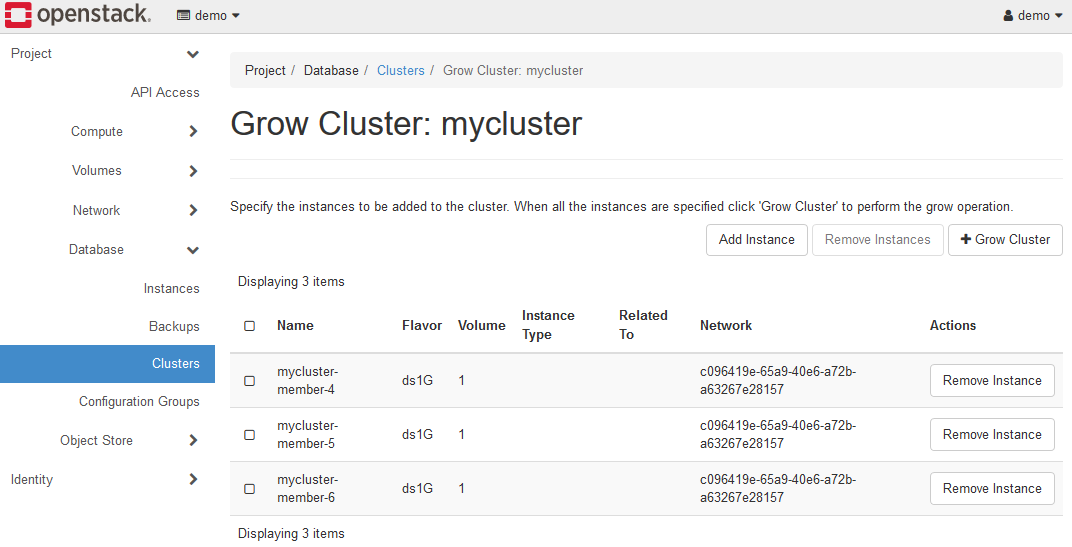 openstack. demo demo
Project
API Access
Compute
Volumes
Network
Database
Instances
Backups
Clusters
Configuration Groups
Object Store
Identity
Project / Database / Clusters / Grow Cluster: mycluster
Grow Cluster: mycluster
Specify the instances to be added to the cluster. When all the instances are specified click 'Grow Cluster' to perform the grow operation.
Add Instance Remove Instances Grow Cluster
Displaying 3 items
Name Flavor Volume Instance Type Related To Network Actions
mycluster-member-4 ds1G 1 c096419e-65a9-40e6-a72b-a63267e28157 Remove Instance
mycluster-member-5 ds1G 1 c096419e-65a9-40e6-a72b-a63267e28157 Remove Instance
mycluster-member-6 ds1G 1 c096419e-65a9-40e6-a72b-a63267e28157 Remove Instance
Displaying 3 items